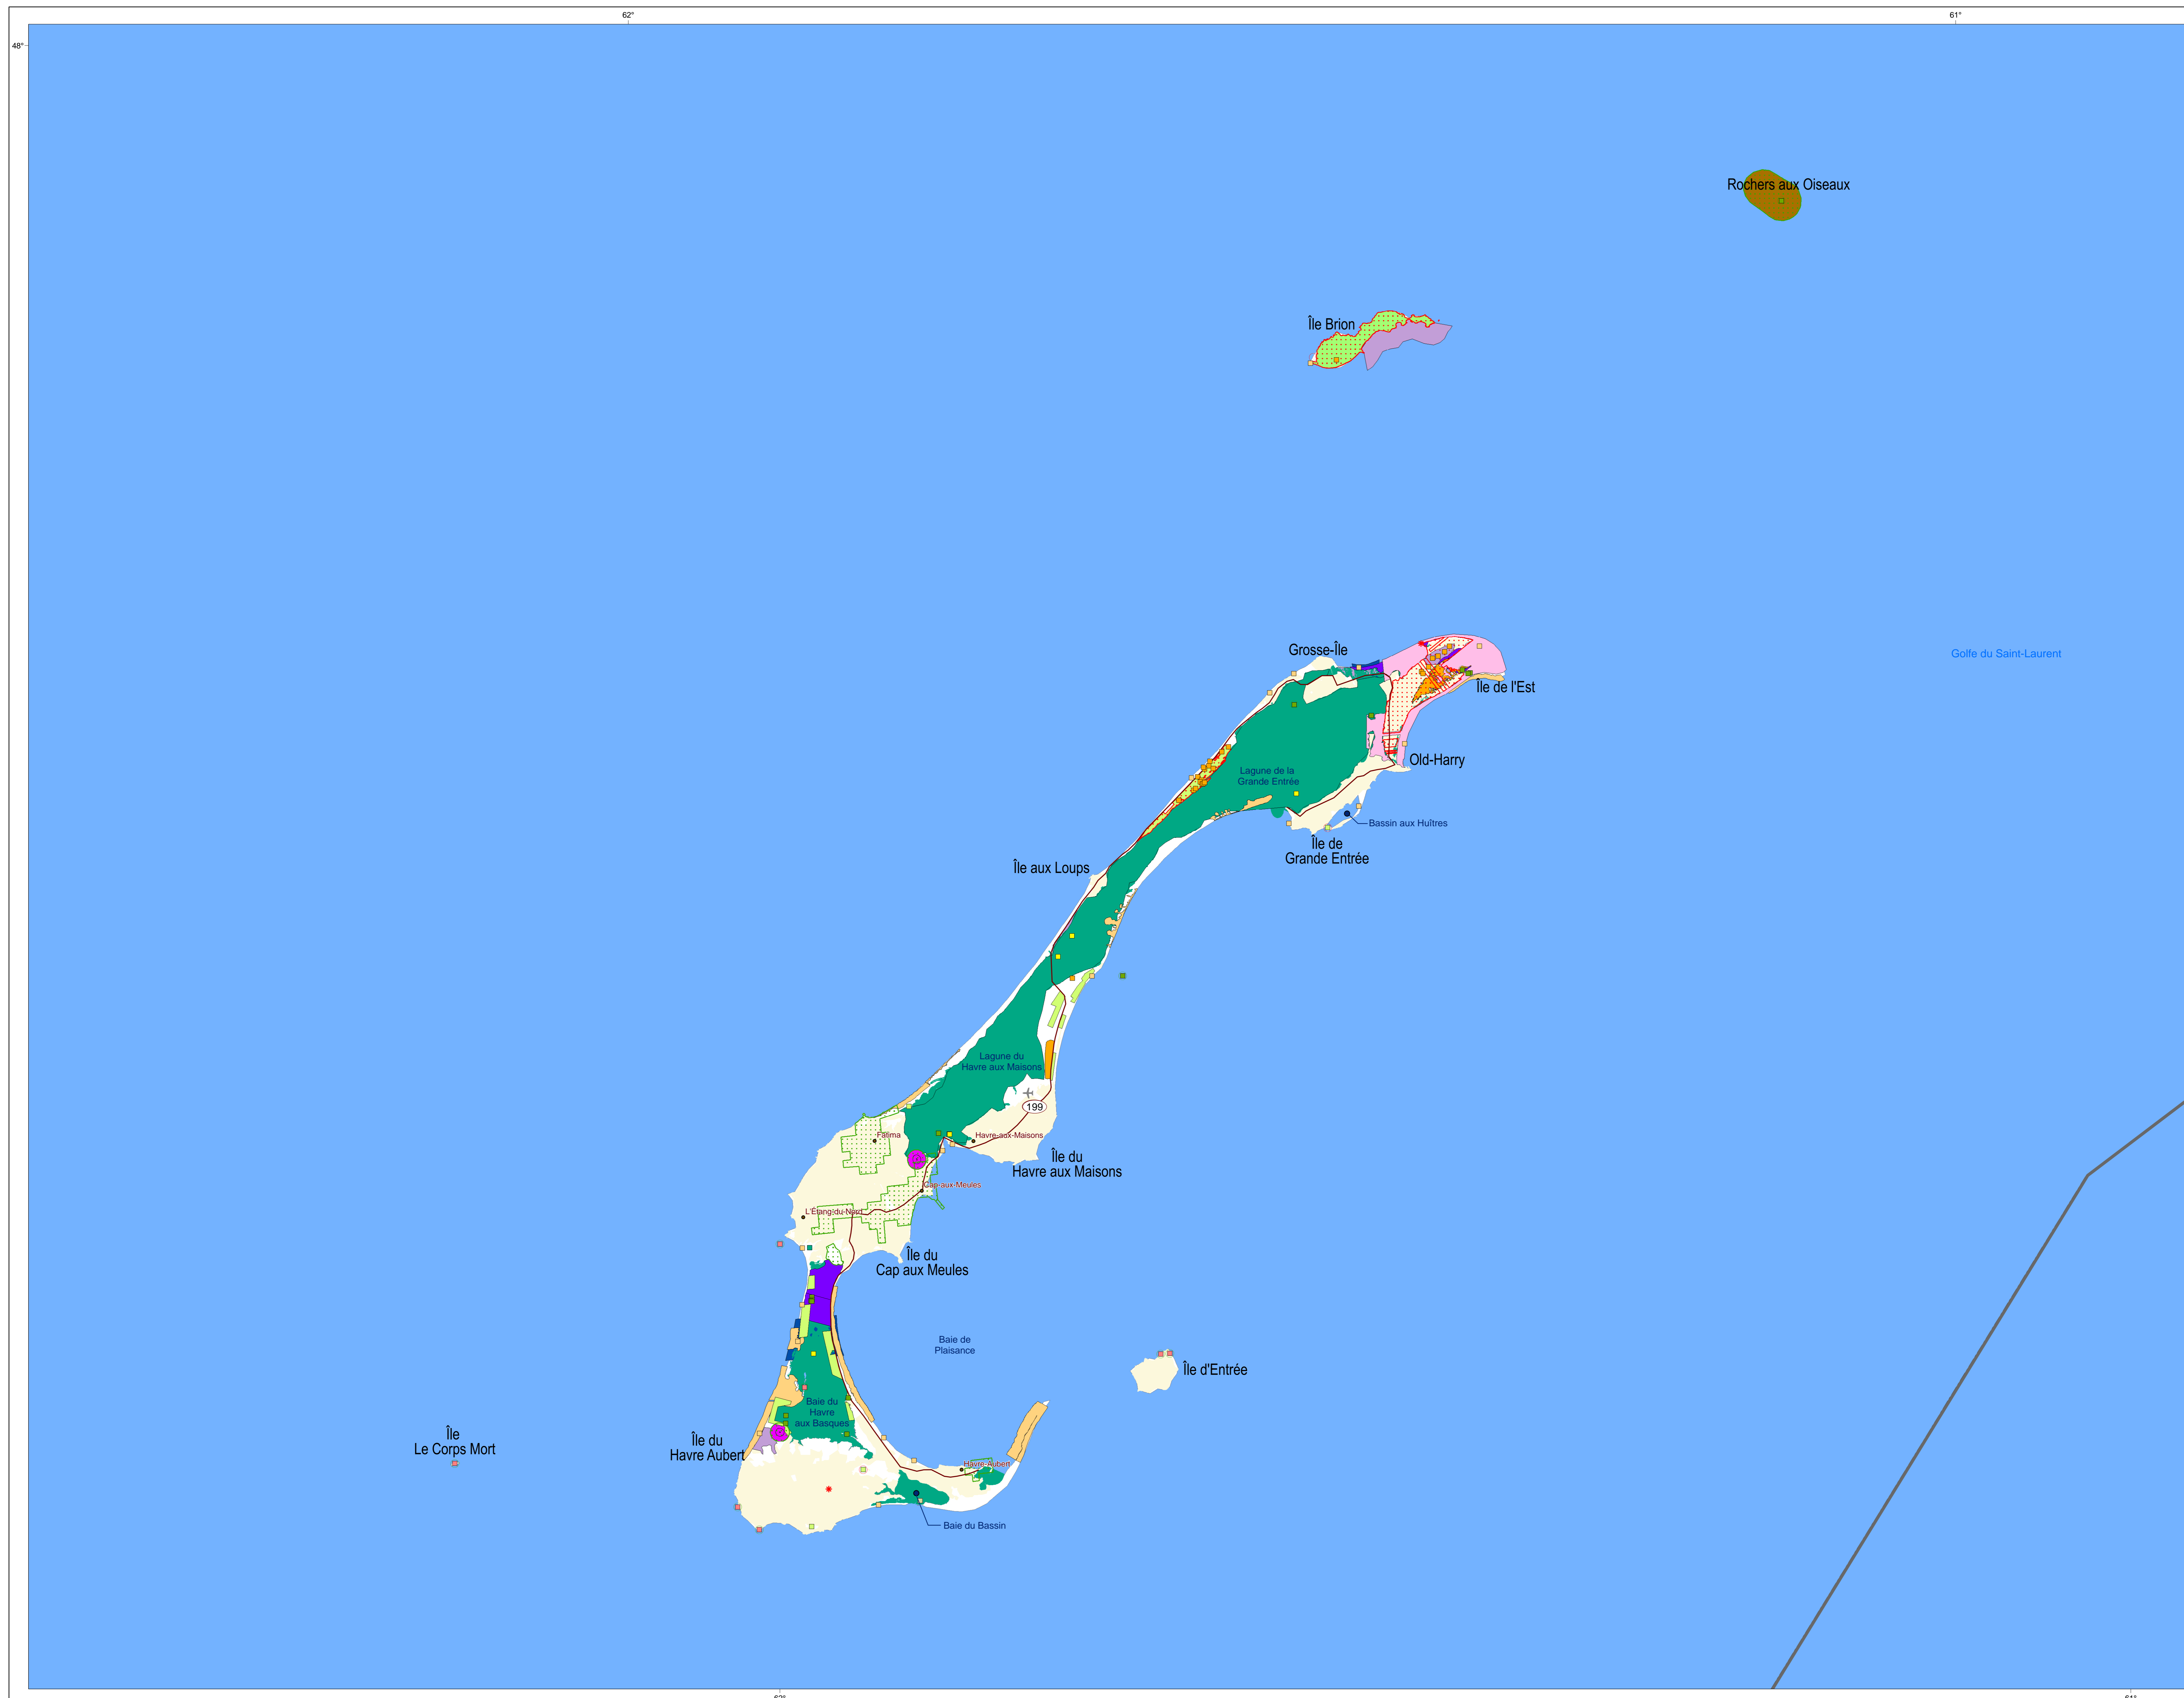 62°
61°
48°
Rochers aux Oiseaux
Île Brion
Grosse-Île
Golfe du Saint-Laurent
Île de l'Est
Old-Harry
Lagune de la
Grande Entrée
Bassin aux Huîtres
Île de
Grande Entrée
Île aux Loups
Lagune du
Havre aux Maisons
199
Fatima
Havre-aux-Maisons
Île du
Havre aux Maisons
Cap-aux-Meules
L'Étang-du-Nord
Île du
Cap aux Meules
Baie de
Plaisance
Île d'Entrée
Baie du
Havre
aux Basques
Île
Le Corps Mort
Île du
Havre Aubert
Havre-Aubert
Baie du Bassin
62°
61°